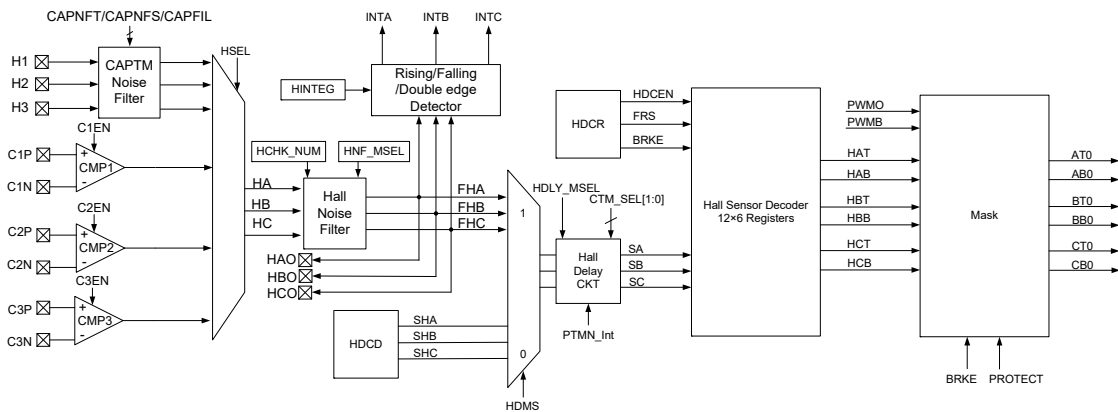 CAPNFT/CAPNFS/CAPFIL
H1
H2
H3
CAPTM
Noise
Filter
HSEL
C1EN
C1P
C1N
+
-
CMP1
C2EN
C2P
C2N
+
-
CMP2
C3EN
C3P
C3N
+
-
CMP3
HA
HB
HC
HCHK_NUM
HNF_MSEL
Hall
Noise
Filter
INTA
INTB
INTC
HINTEG
Rising/Falling
/Double edge
Detector
FHA
FHB
FHC
HAO
HBO
HCO
HDCD
SHA
SHB
SHC
1
0
HDMS
HDLY_MSEL
CTM_SEL[1:0]
Hall
Delay
CKT
PTMN_Int
SA
SB
SC
HDCR
HDCEN
FRS
BRKE
Hall Sensor Decoder
12×6 Registers
HAT
HAB
HBT
HBB
HCT
HCB
PWMO
PWMB
Mask
BRKE
PROTECT
AT0
AB0
BT0
BB0
CT0
CB0